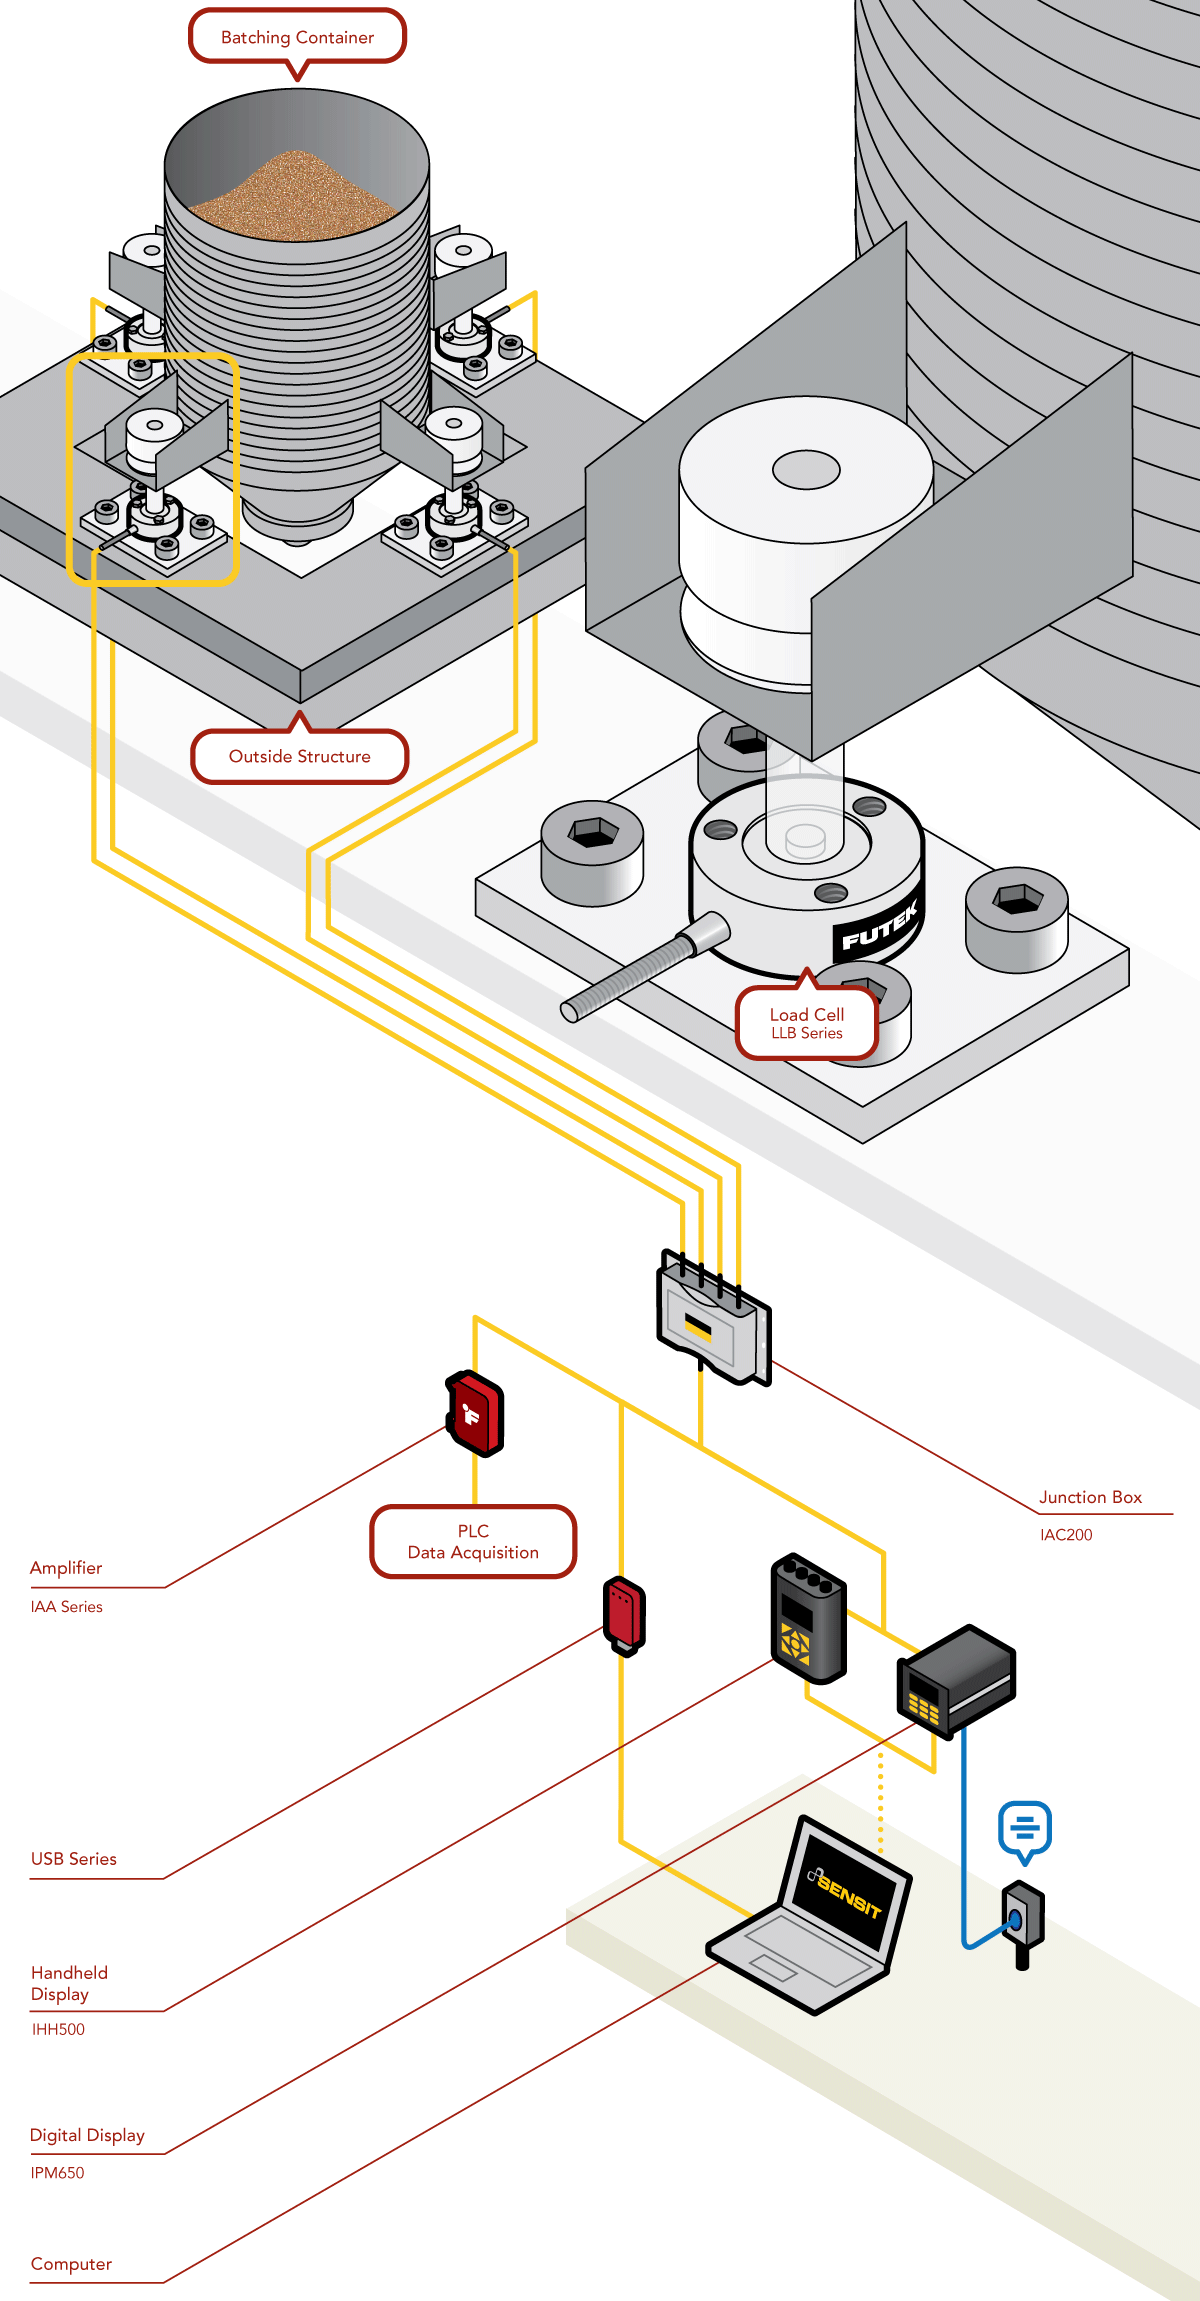 Batching Container
Outside Structure
FUTEK
Load Cell
LLB Series
Junction Box
IAC200
PLC
Data Acquisition
Amplifier
IAA Series
USB Series
SENSIT
Handheld
Display
IHH500
Digital Display
IPM650
Computer